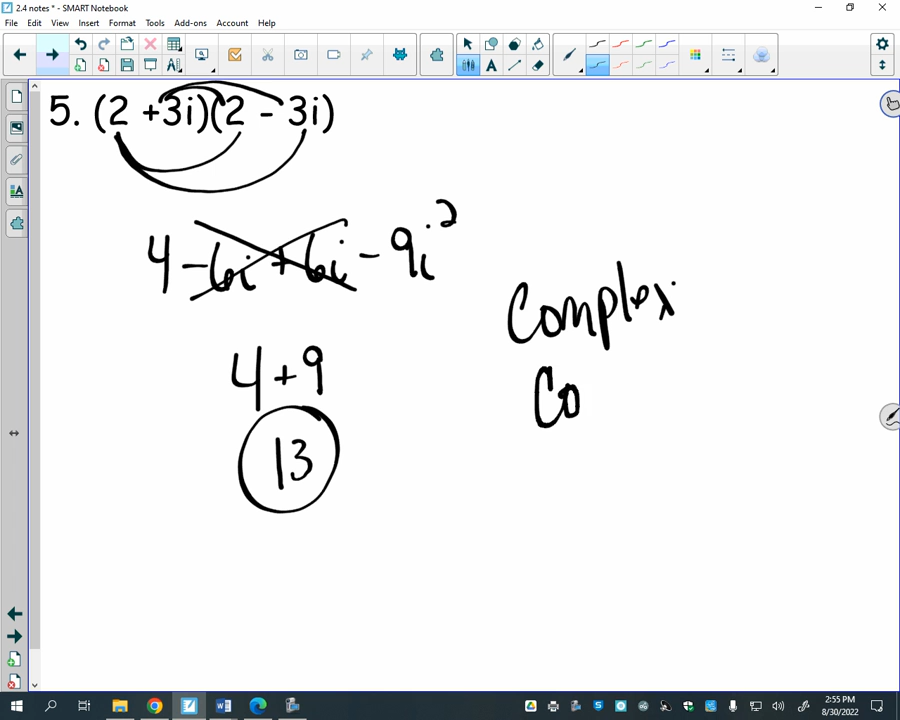 2.4 notes * - SMART Notebook
File Edit View Insert Format Tools Add-ons Account Help
5. (2 +3i)(2 - 3i)
4 - 6i + 6i - 9i²
4 + 9
13
Complex
Co
2:55 PM
8/30/2022